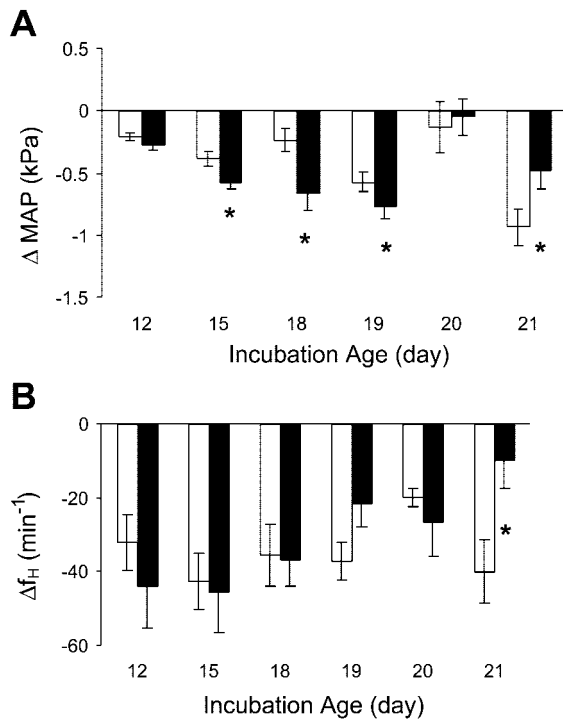 A
0.5
0
-0.5
-1
-1.5
Δ MAP (kPa)
*
*
*
*
12 15 18 19 20 21
Incubation Age (day)
B
0
-20
-40
-60
Δf_H (min⁻¹)
*
12 15 18 19 20 21
Incubation Age (day)